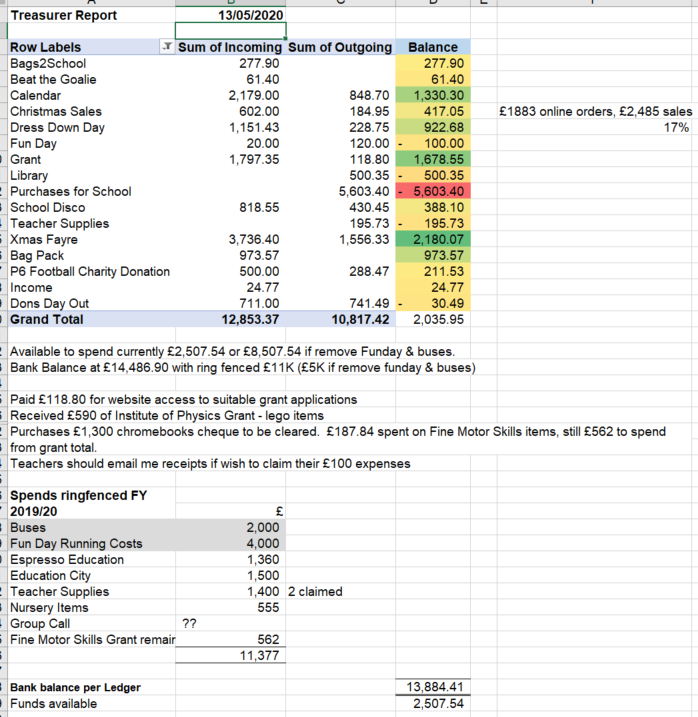 A B C D E F
Treasurer Report 13/05/2020
Row Labels Sum of Incoming Sum of Outgoing Balance
Bags2School 277.90 277.90
Beat the Goalie 61.40 61.40
Calendar 2,179.00 848.70 1,330.30
Christmas Sales 602.00 184.95 417.05 £1883 online orders, £2,485 sales
Dress Down Day 1,151.43 228.75 922.68 17%
Fun Day 20.00 120.00 - 100.00
Grant 1,797.35 118.80 1,678.55
Library 500.35 - 500.35
Purchases for School 5,603.40 - 5,603.40
School Disco 818.55 430.45 388.10
Teacher Supplies 195.73 - 195.73
Xmas Fayre 3,736.40 1,556.33 2,180.07
Bag Pack 973.57 973.57
P6 Football Charity Donation 500.00 288.47 211.53
Income 24.77 24.77
Dons Day Out 711.00 741.49 - 30.49
Grand Total 12,853.37 10,817.42 2,035.95
Available to spend currently £2,507.54 or £8,507.54 if remove Funday & buses.
Bank Balance at £14,486.90 with ring fenced £11K (£5K if remove funday & buses)
Paid £118.80 for website access to suitable grant applications
Received £590 of Institute of Physics Grant - lego items
Purchases £1,300 chromebooks cheque to be cleared. £187.84 spent on Fine Motor Skills items, still £562 to spend
from grant total.
Teachers should email me receipts if wish to claim their £100 expenses
Spends ringfenced FY
2019/20 £
Buses 2,000
Fun Day Running Costs 4,000
Espresso Education 1,360
Education City 1,500
Teacher Supplies 1,400 2 claimed
Nursery Items 555
Group Call ??
Fine Motor Skills Grant remair 562
11,377
Bank balance per Ledger 13,884.41
Funds available 2,507.54